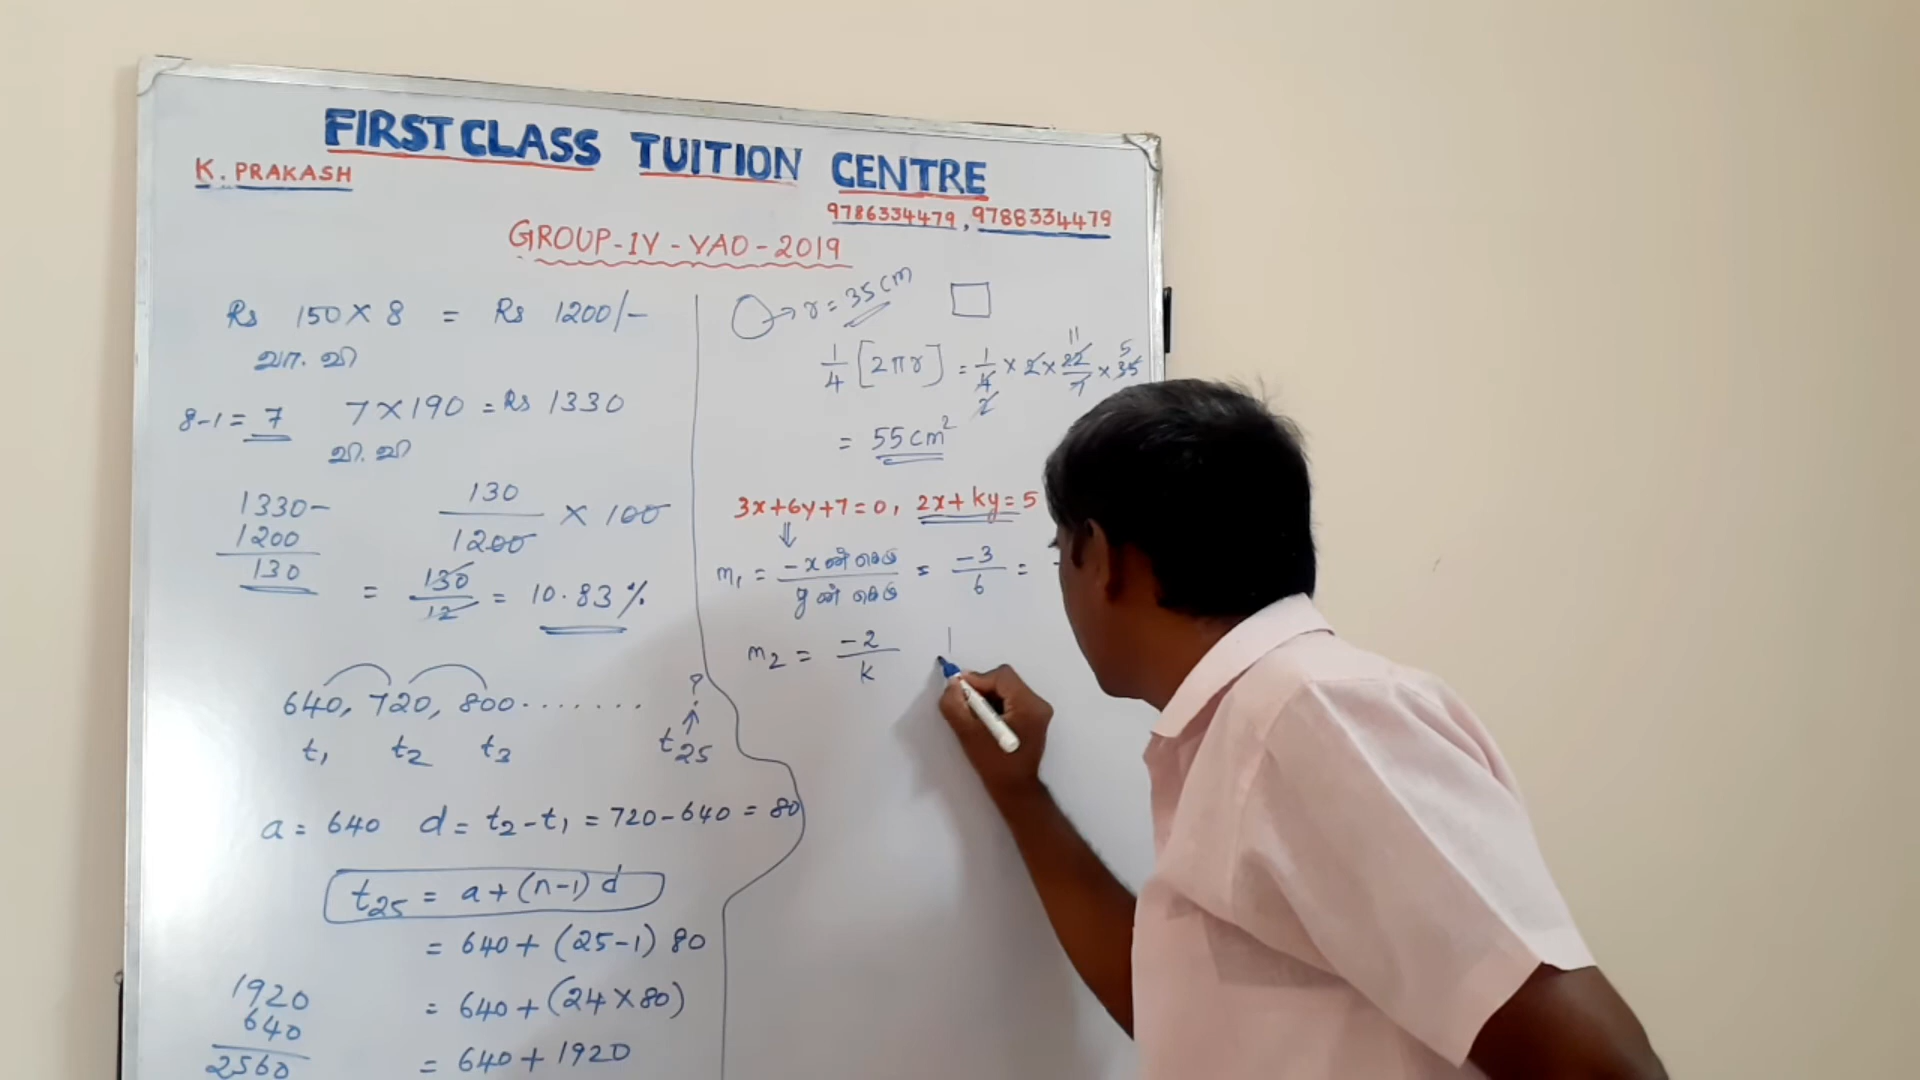 FIRST CLASS TUITION CENTRE
K. PRAKASH
9786334479, 9788334479
GROUP-IV-VAO-2019
Rs 150 × 8 = Rs 1200/-
வா. வி
8-1 = 7 7 × 190 = Rs 1330
வி. வி
1330-
1200
130
130/1200 × 100
= 130/12 = 10.83%
640, 720, 800........ ?
t1 t2 t3 t25
a = 640 d = t2 - t1 = 720 - 640 = 80
t25 = a + (n-1) d
= 640 + (25-1) 80
= 640 + (24 × 80)
= 640 + 1920
1920
640
2560
r = 35 cm
1/4 [2πr] = 1/4 × 2 × 22/7 × 35
2 11 5
= 55 cm²
3x+6y+7=0, 2x+ky=5
m1 = -x ன் கெழு / y ன் கெழு = -3/6 =
m2 = -2/k